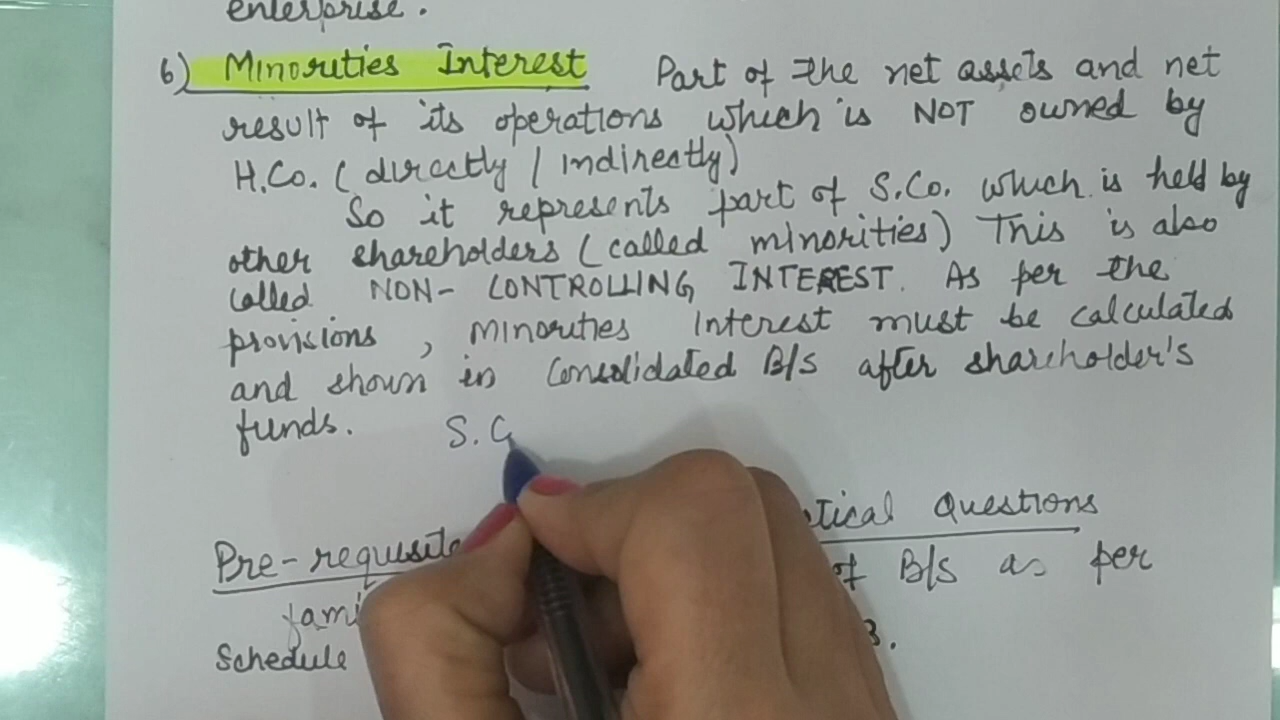 enterprise.
6) Minorities Interest Part of the net assets and net
result of its operations which is NOT owned by
H.Co. (directly / indirectly)
So it represents part of S.Co. which is held by
other shareholders (called minorities) This is also
called NON-CONTROLLING INTEREST. As per the
provisions, Minorities Interest must be calculated
and shown in Consolidated B/S after shareholder's
funds. S.C
Pre-requisite tical Questions
fami of B/S as per
Schedule 3.